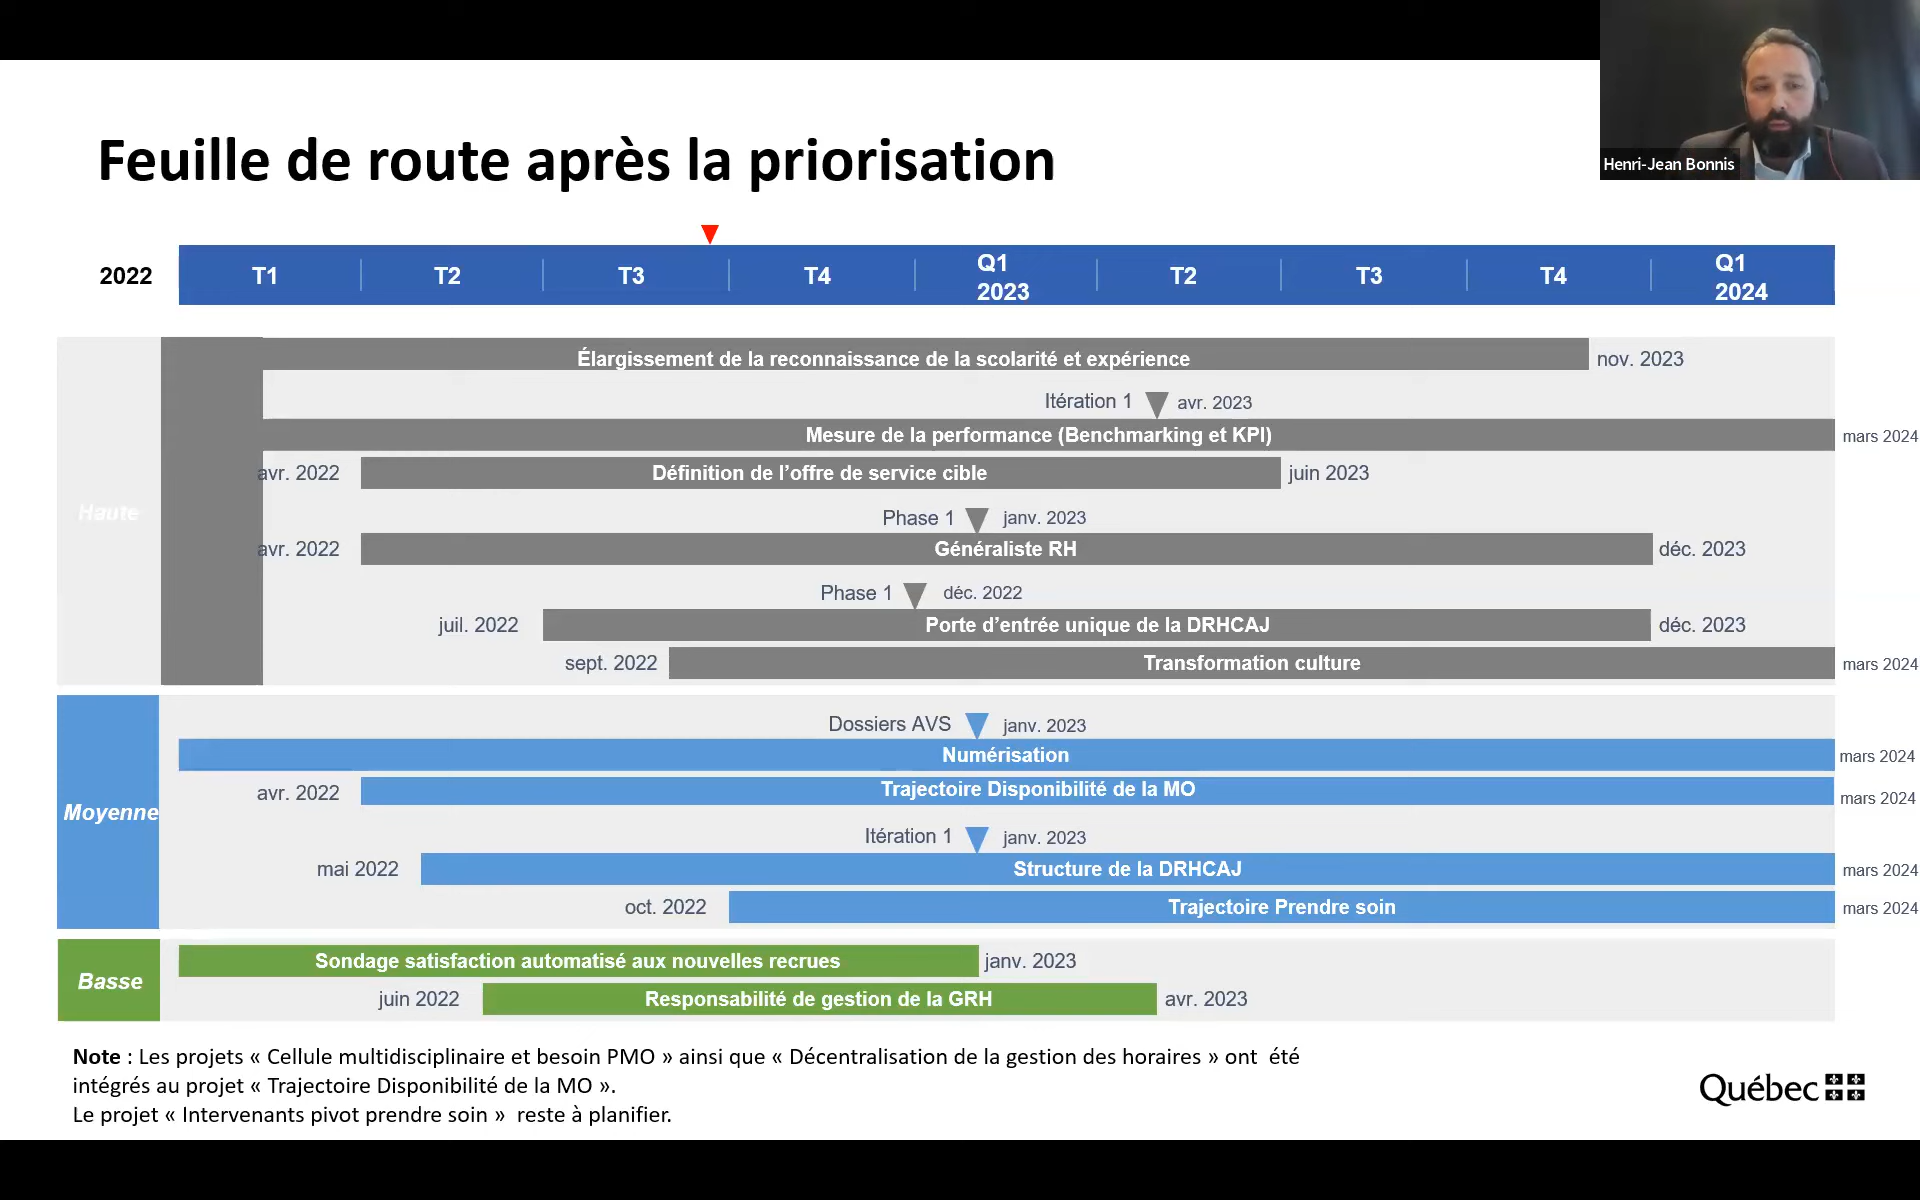 Henri-Jean Bonnis
Feuille de route après la priorisation
2022 T1 T2 T3 T4 Q1 2023 T2 T3 T4 Q1 2024
Haute
Élargissement de la reconnaissance de la scolarité et expérience nov. 2023
Itération 1 avr. 2023
Mesure de la performance (Benchmarking et KPI) mars 2024
avr. 2022 Définition de l’offre de service cible juin 2023
Phase 1 janv. 2023
avr. 2022 Généraliste RH déc. 2023
Phase 1 déc. 2022
juil. 2022 Porte d’entrée unique de la DRHCAJ déc. 2023
sept. 2022 Transformation culture mars 2024
Moyenne
Dossiers AVS janv. 2023
Numérisation mars 2024
avr. 2022 Trajectoire Disponibilité de la MO mars 2024
Itération 1 janv. 2023
mai 2022 Structure de la DRHCAJ mars 2024
oct. 2022 Trajectoire Prendre soin mars 2024
Basse
Sondage satisfaction automatisé aux nouvelles recrues janv. 2023
juin 2022 Responsabilité de gestion de la GRH avr. 2023
Note : Les projets « Cellule multidisciplinaire et besoin PMO » ainsi que « Décentralisation de la gestion des horaires » ont été
intégrés au projet « Trajectoire Disponibilité de la MO ».
Le projet « Intervenants pivot prendre soin » reste à planifier.
Québec